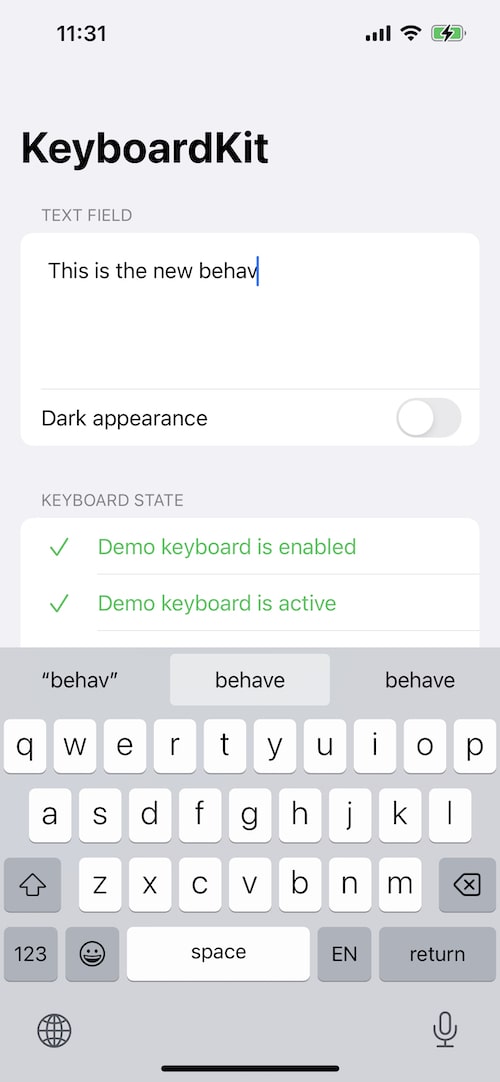 11:31
KeyboardKit
TEXT FIELD
This is the new behav
Dark appearance
KEYBOARD STATE
Demo keyboard is enabled
Demo keyboard is active
“behav” behave behave
q w e r t y u i o p
a s d f g h j k l
z x c v b n m
123 space EN return